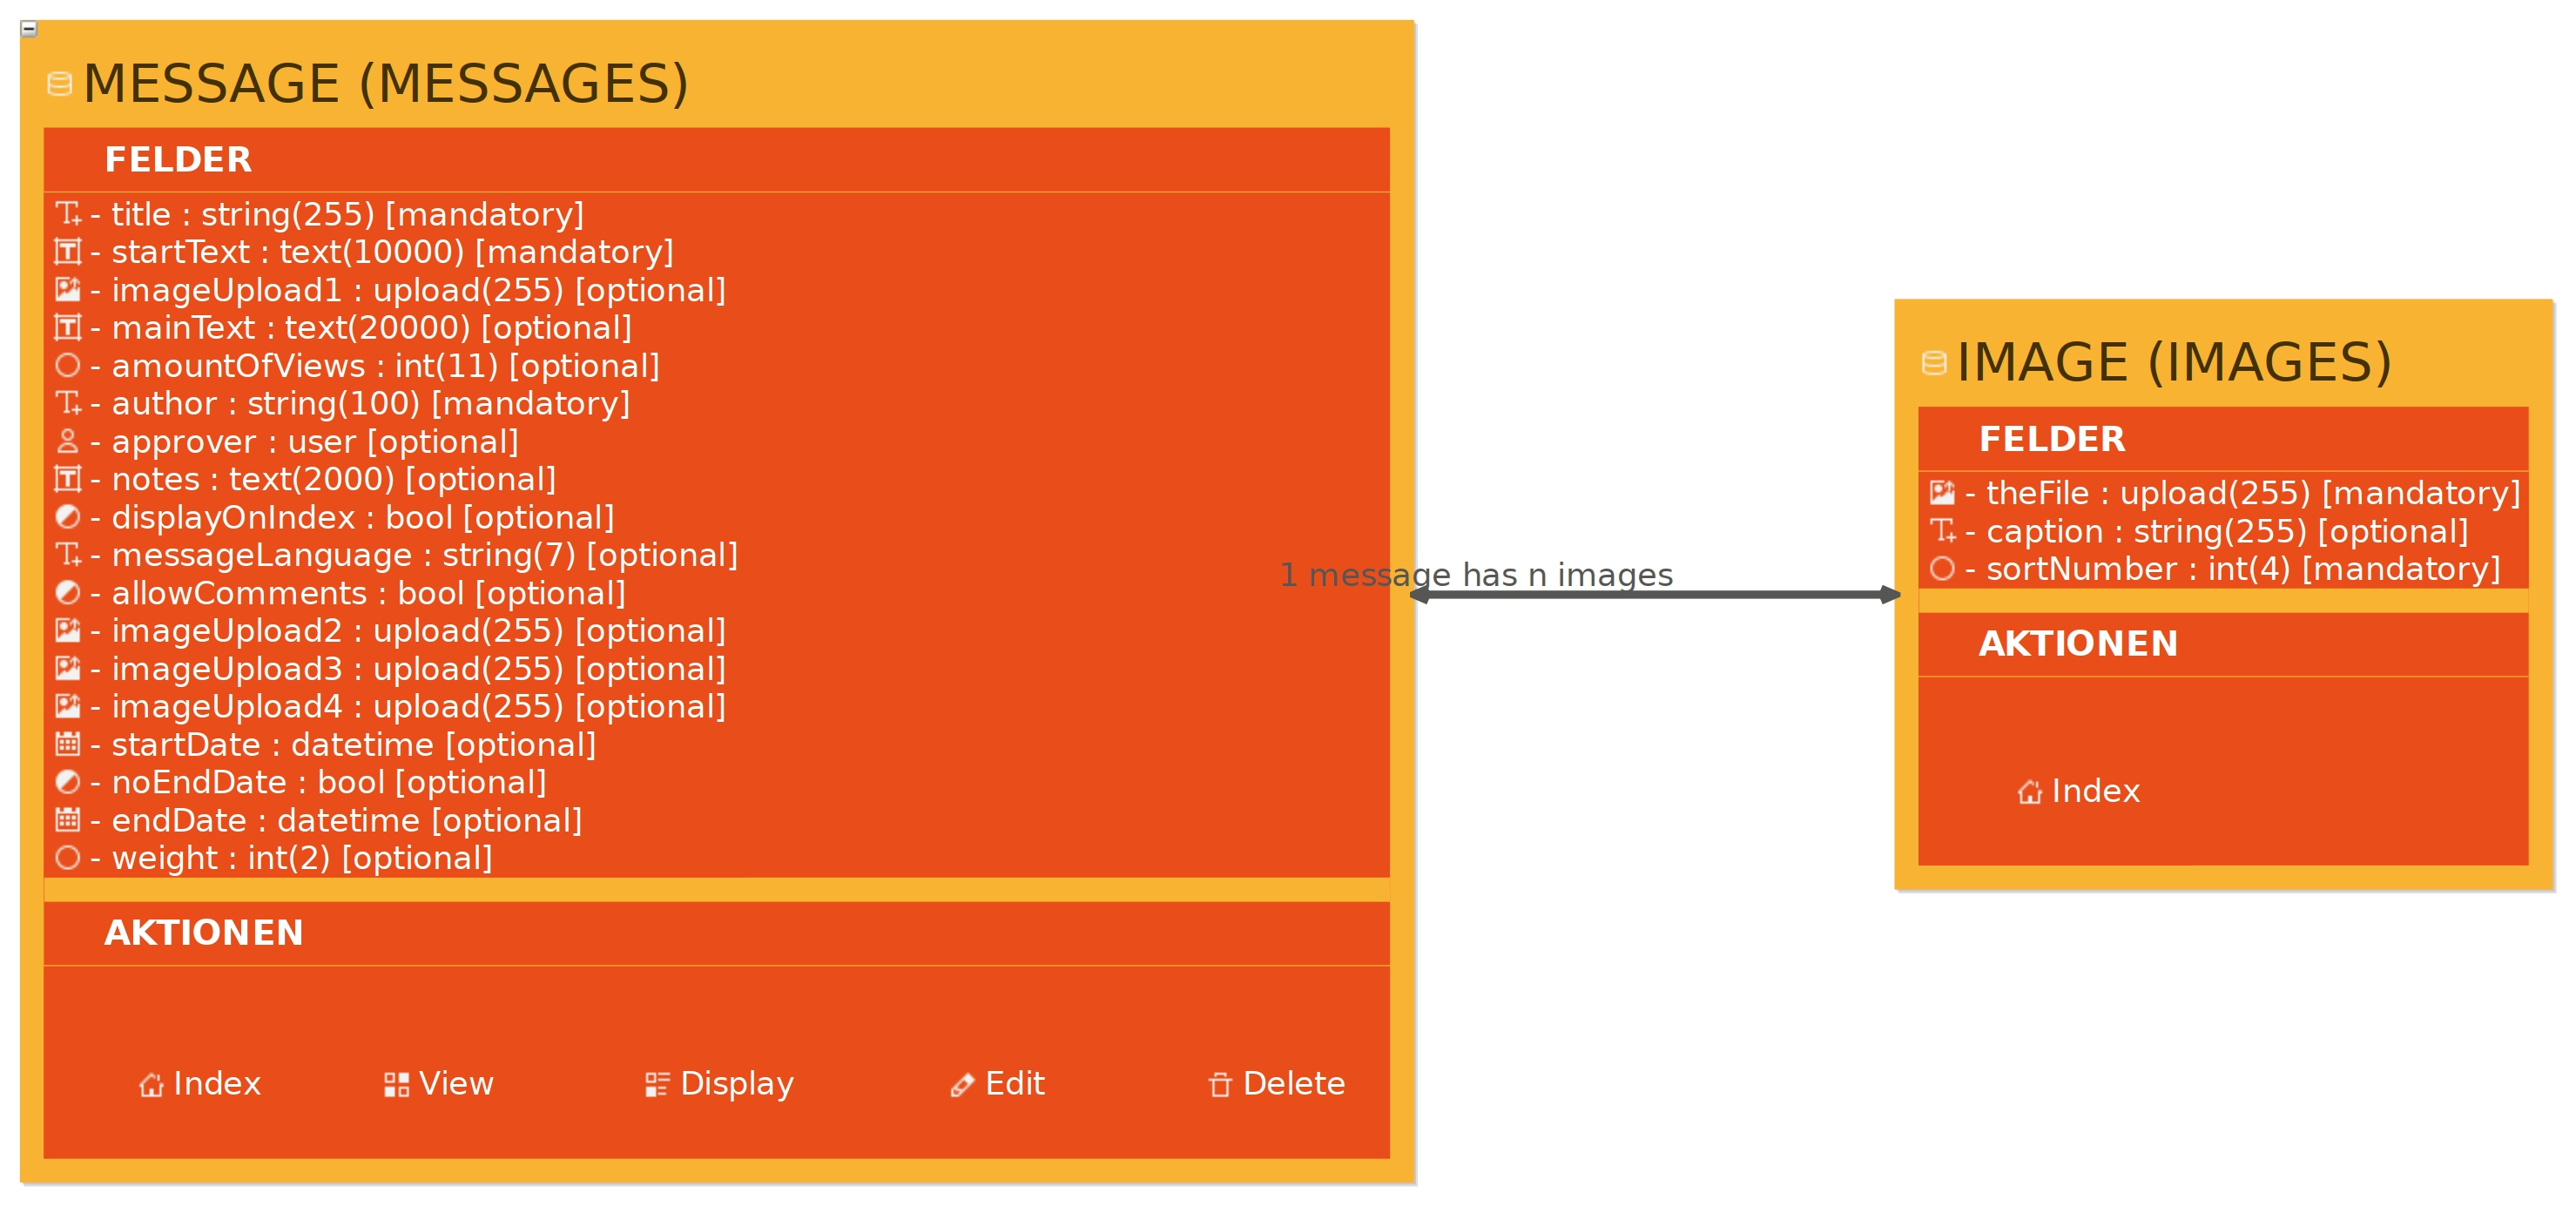 MESSAGE (MESSAGES)
FELDER
- title : string(255) [mandatory]
- startText : text(10000) [mandatory]
- imageUpload1 : upload(255) [optional]
- mainText : text(20000) [optional]
- amountOfViews : int(11) [optional]
- author : string(100) [mandatory]
- approver : user [optional]
- notes : text(2000) [optional]
- displayOnIndex : bool [optional]
- messageLanguage : string(7) [optional]
- allowComments : bool [optional]
- imageUpload2 : upload(255) [optional]
- imageUpload3 : upload(255) [optional]
- imageUpload4 : upload(255) [optional]
- startDate : datetime [optional]
- noEndDate : bool [optional]
- endDate : datetime [optional]
- weight : int(2) [optional]
AKTIONEN
Index View Display Edit Delete
1 message has n images
IMAGE (IMAGES)
FELDER
- theFile : upload(255) [mandatory]
- caption : string(255) [optional]
- sortNumber : int(4) [mandatory]
AKTIONEN
Index